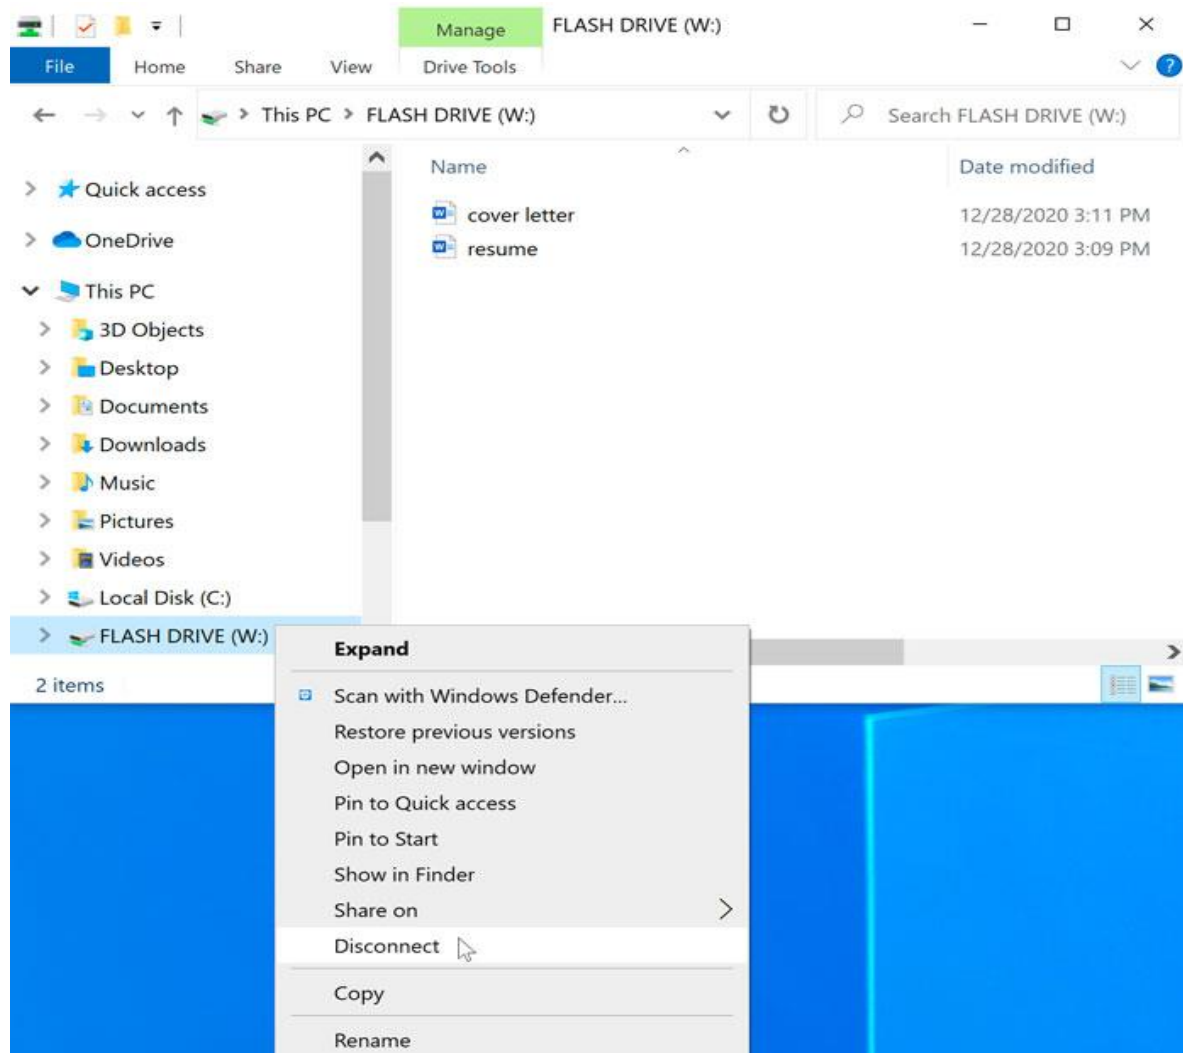 Manage FLASH DRIVE (W:)
File Home Share View Drive Tools
This PC > FLASH DRIVE (W:) Search FLASH DRIVE (W:)
Name Date modified
Quick access
cover letter 12/28/2020 3:11 PM
OneDrive
resume 12/28/2020 3:09 PM
This PC
3D Objects
Desktop
Documents
Downloads
Music
Pictures
Videos
Local Disk (C:)
FLASH DRIVE (W:)
2 items
Expand
Scan with Windows Defender...
Restore previous versions
Open in new window
Pin to Quick access
Pin to Start
Show in Finder
Share on
Disconnect
Copy
Rename